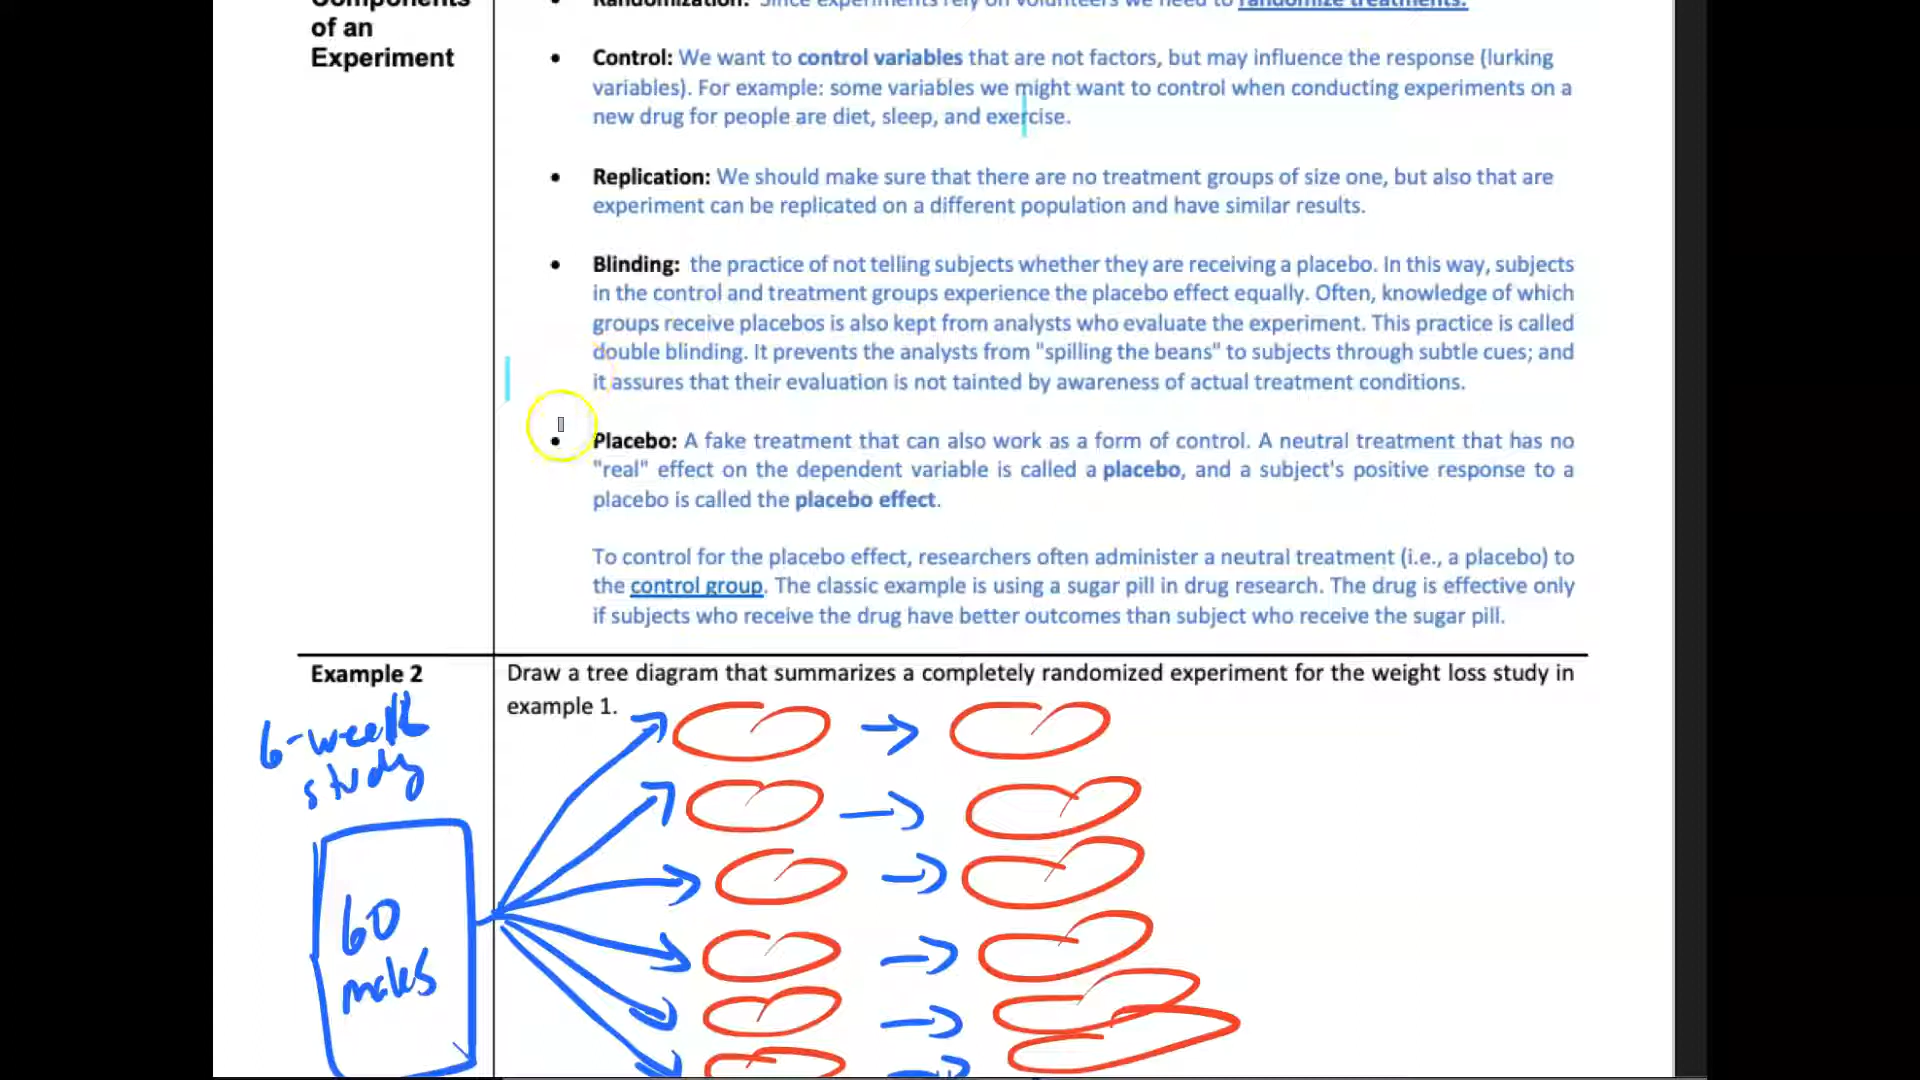 Components
of an
Experiment
• Randomization: Since experiments rely on volunteers we need to randomize treatments.
• Control: We want to control variables that are not factors, but may influence the response (lurking
variables). For example: some variables we might want to control when conducting experiments on a
new drug for people are diet, sleep, and exercise.
• Replication: We should make sure that there are no treatment groups of size one, but also that are
experiment can be replicated on a different population and have similar results.
• Blinding: the practice of not telling subjects whether they are receiving a placebo. In this way, subjects
in the control and treatment groups experience the placebo effect equally. Often, knowledge of which
groups receive placebos is also kept from analysts who evaluate the experiment. This practice is called
double blinding. It prevents the analysts from "spilling the beans" to subjects through subtle cues; and
it assures that their evaluation is not tainted by awareness of actual treatment conditions.
• Placebo: A fake treatment that can also work as a form of control. A neutral treatment that has no
"real" effect on the dependent variable is called a placebo, and a subject's positive response to a
placebo is called the placebo effect.
To control for the placebo effect, researchers often administer a neutral treatment (i.e., a placebo) to
the control group. The classic example is using a sugar pill in drug research. The drug is effective only
if subjects who receive the drug have better outcomes than subject who receive the sugar pill.
Example 2
Draw a tree diagram that summarizes a completely randomized experiment for the weight loss study in
example 1.
6-week
study
60
males